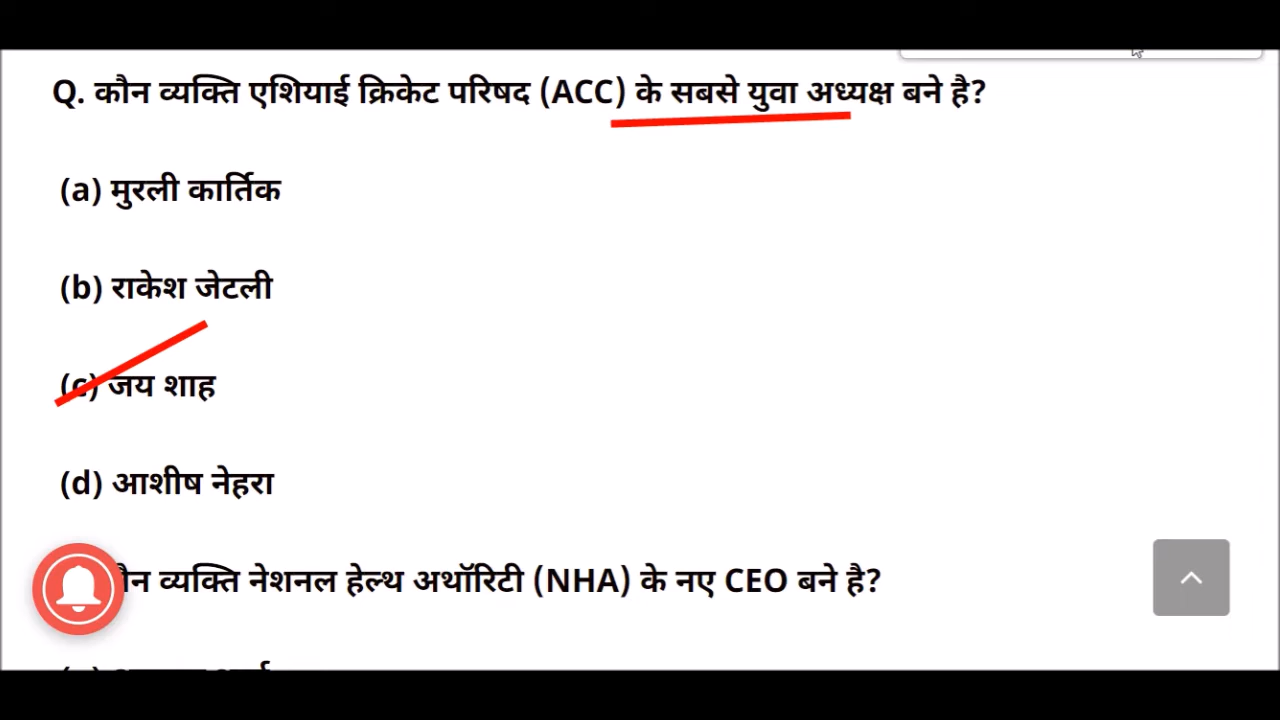 Q. कौन व्यक्ति एशियाई क्रिकेट परिषद (ACC) के सबसे युवा अध्यक्ष बने है?
(a) मुरली कार्तिक
(b) राकेश जेटली
(c) जय शाह
(d) आशीष नेहरा
व्यक्ति नेशनल हेल्थ अथॉरिटी (NHA) के नए CEO बने है?